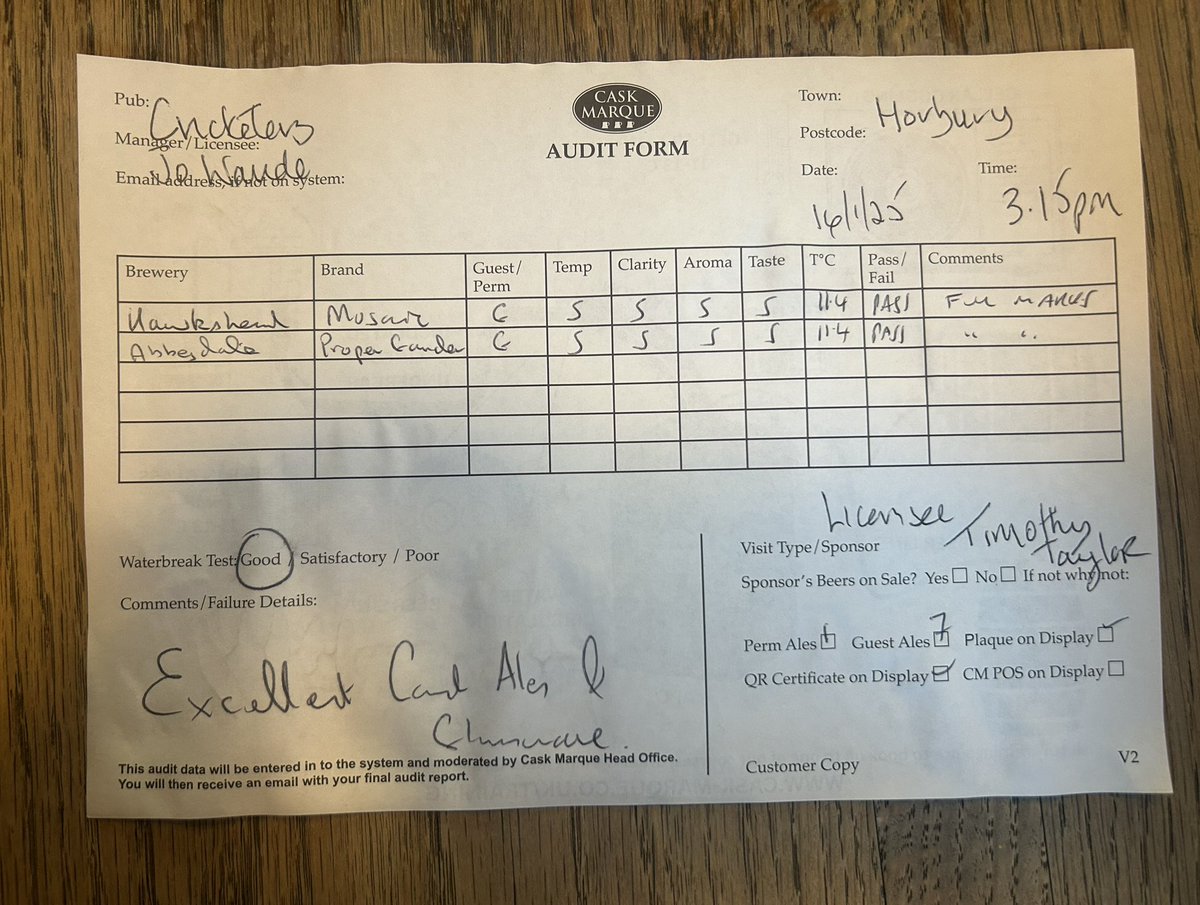 CASK MARQUE
AUDIT FORM
Pub: Cricketers
Manager/Licensee: Jo Waude
Email address, if not on system:
Town: Horbury
Postcode:
Date: 16/1/25
Time: 3.15pm
Brewery Brand Guest/Perm Temp Clarity Aroma Taste T°C Pass/Fail Comments
Hawkshead Mosaic G 5 5 5 5 11.4 PASS Full MARKS
Abbeydale Proper Gander G 5 5 5 5 11.4 PASS " "
Waterbreak Test: Good / Satisfactory / Poor
Comments/Failure Details:
Excellent Cask Ales &
Glassware.
This audit data will be entered in to the system and moderated by Cask Marque Head Office.
You will then receive an email with your final audit report.
Visit Type/Sponsor Licensee Timothy Taylor
Sponsor's Beers on Sale? Yes No If not why not:
Perm Ales 1 Guest Ales 7 Plaque on Display ✓
QR Certificate on Display ✓ CM POS on Display
Customer Copy
V2